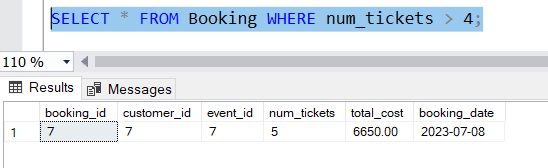 SELECT * FROM Booking WHERE num_tickets > 4;
110 %
Results Messages
booking_id customer_id event_id num_tickets total_cost booking_date
1 7 7 7 5 6650.00 2023-07-08